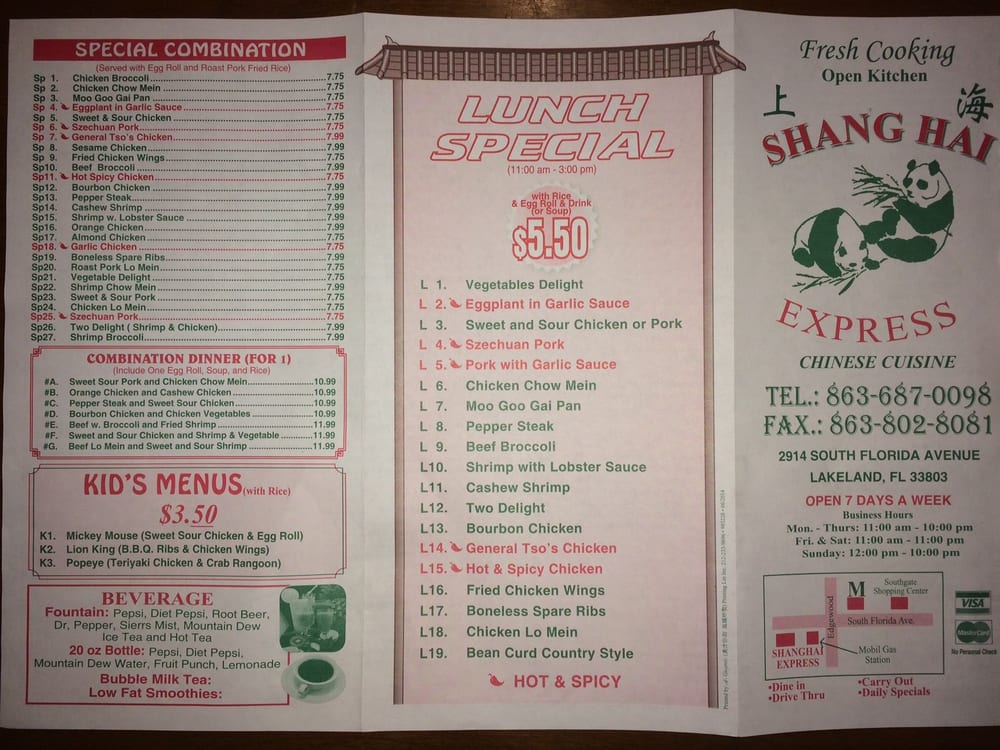 SPECIAL COMBINATION
(Served with Egg Roll and Roast Pork Fried Rice)
Sp 1. Chicken Broccoli 7.75
Sp 2. Chicken Chow Mein 7.75
Sp 3. Moo Goo Gai Pan 7.75
Sp 4. Eggplant in Garlic Sauce 7.75
Sp 5. Sweet & Sour Chicken 7.75
Sp 6. Szechuan Pork 7.75
Sp 7. General Tso's Chicken 7.99
Sp 8. Sesame Chicken 7.99
Sp 9. Fried Chicken Wings 7.75
Sp10. Beef Broccoli 7.99
Sp11. Hot Spicy Chicken 7.75
Sp12. Bourbon Chicken 7.99
Sp13. Pepper Steak 7.99
Sp14. Cashew Shrimp 7.99
Sp15. Shrimp w. Lobster Sauce 7.99
Sp16. Orange Chicken 7.99
Sp17. Almond Chicken 7.75
Sp18. Garlic Chicken 7.75
Sp19. Boneless Spare Ribs 7.99
Sp20. Roast Pork Lo Mein 7.75
Sp21. Vegetable Delight 7.75
Sp22. Shrimp Chow Mein 7.99
Sp23. Sweet & Sour Pork 7.75
Sp24. Chicken Lo Mein 7.75
Sp25. Szechuan Pork 7.75
Sp26. Two Delight ( Shrimp & Chicken) 7.99
Sp27. Shrimp Broccoli 7.99
COMBINATION DINNER (FOR 1)
(Include One Egg Roll, Soup, and Rice)
#A. Sweet Sour Pork and Chicken Chow Mein 10.99
#B. Orange Chicken and Cashew Chicken 10.99
#C. Pepper Steak and Sweet Sour Chicken 10.99
#D. Bourbon Chicken and Chicken Vegetables 10.99
#E. Beef w. Broccoli and Fried Shrimp 11.99
#F. Sweet and Sour Chicken and Shrimp & Vegetable 11.99
#G. Beef Lo Mein and Sweet and Sour Shrimp 11.99
KID'S MENUS (with Rice)
$3.50
K1. Mickey Mouse (Sweet Sour Chicken & Egg Roll)
K2. Lion King (B.B.Q. Ribs & Chicken Wings)
K3. Popeye (Teriyaki Chicken & Crab Rangoon)
BEVERAGE
Fountain: Pepsi, Diet Pepsi, Root Beer,
Dr, Pepper, Sierrs Mist, Mountain Dew
Ice Tea and Hot Tea
20 oz Bottle: Pepsi, Diet Pepsi,
Mountain Dew Water, Fruit Punch, Lemonade
Bubble Milk Tea:
Low Fat Smoothies:
LUNCH
SPECIAL
(11:00 am - 3:00 pm)
with Rice
& Egg Roll & Drink
(or Soup)
$5.50
L 1. Vegetables Delight
L 2. Eggplant in Garlic Sauce
L 3. Sweet and Sour Chicken or Pork
L 4. Szechuan Pork
L 5. Pork with Garlic Sauce
L 6. Chicken Chow Mein
L 7. Moo Goo Gai Pan
L 8. Pepper Steak
L 9. Beef Broccoli
L10. Shrimp with Lobster Sauce
L11. Cashew Shrimp
L12. Two Delight
L13. Bourbon Chicken
L14. General Tso's Chicken
L15. Hot & Spicy Chicken
L16. Fried Chicken Wings
L17. Boneless Spare Ribs
L18. Chicken Lo Mein
L19. Bean Curd Country Style
HOT & SPICY
Fresh Cooking
Open Kitchen
上 海
SHANG HAI
EXPRESS
CHINESE CUISINE
TEL.: 863-687-0098
FAX.: 863-802-8081
2914 SOUTH FLORIDA AVENUE
LAKELAND, FL 33803
OPEN 7 DAYS A WEEK
Business Hours
Mon. - Thurs: 11:00 am - 10:00 pm
Fri. & Sat: 11:00 am - 11:00 pm
Sunday: 12:00 pm - 10:00 pm
M
Southgate
Shopping Center
Edgewood
South Florida Ave.
SHANGHAI
EXPRESS
Mobil Gas
Station
VISA
MasterCard
No Personal Check
•Dine in
•Drive Thru
•Carry Out
•Daily Specials